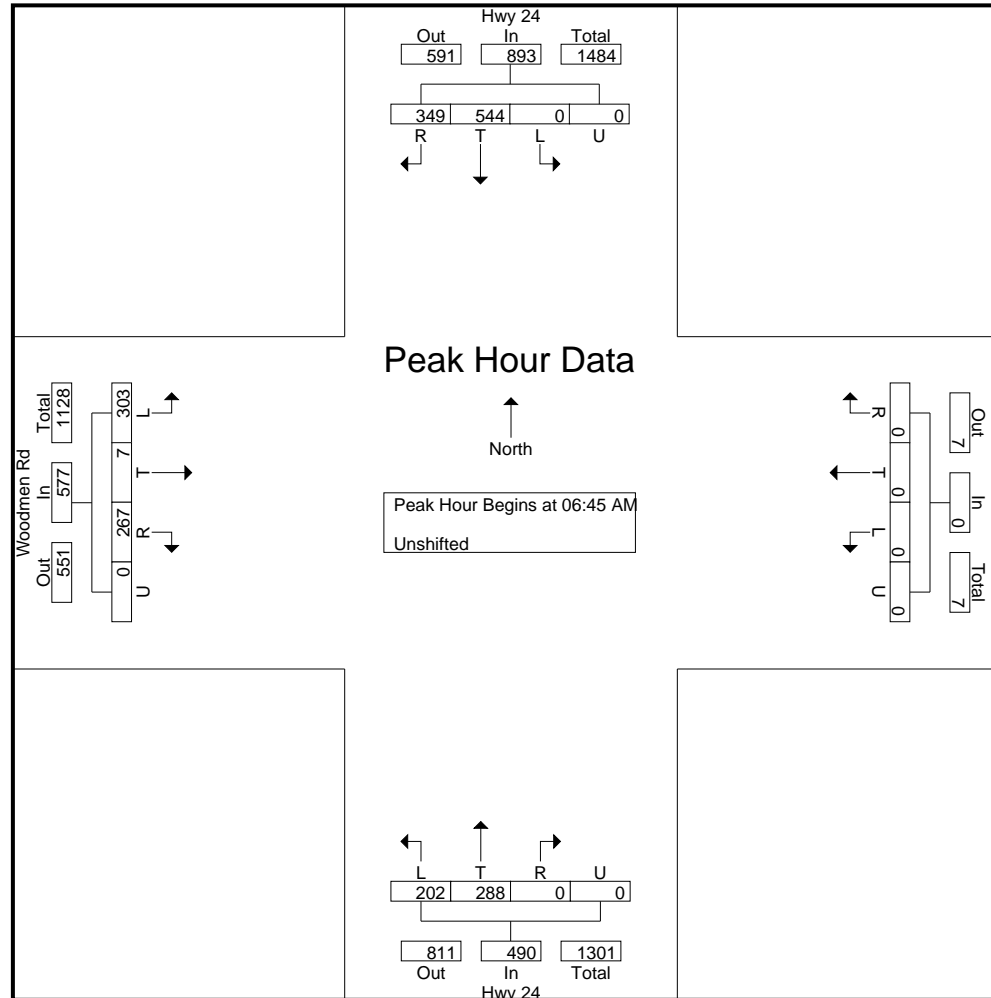 Hwy 24
Out In Total
591 893 1484
349 544 0 0
R T L U
Peak Hour Data
North
Peak Hour Begins at 06:45 AM
Unshifted
Woodmen Rd
Total In Out
1128 577 551
303 7 267 0
L T R U
R T L U
0 0 0 0
Out In Total
7 0 7
L T R U
202 288 0 0
811 490 1301
Out In Total
Hwy 24